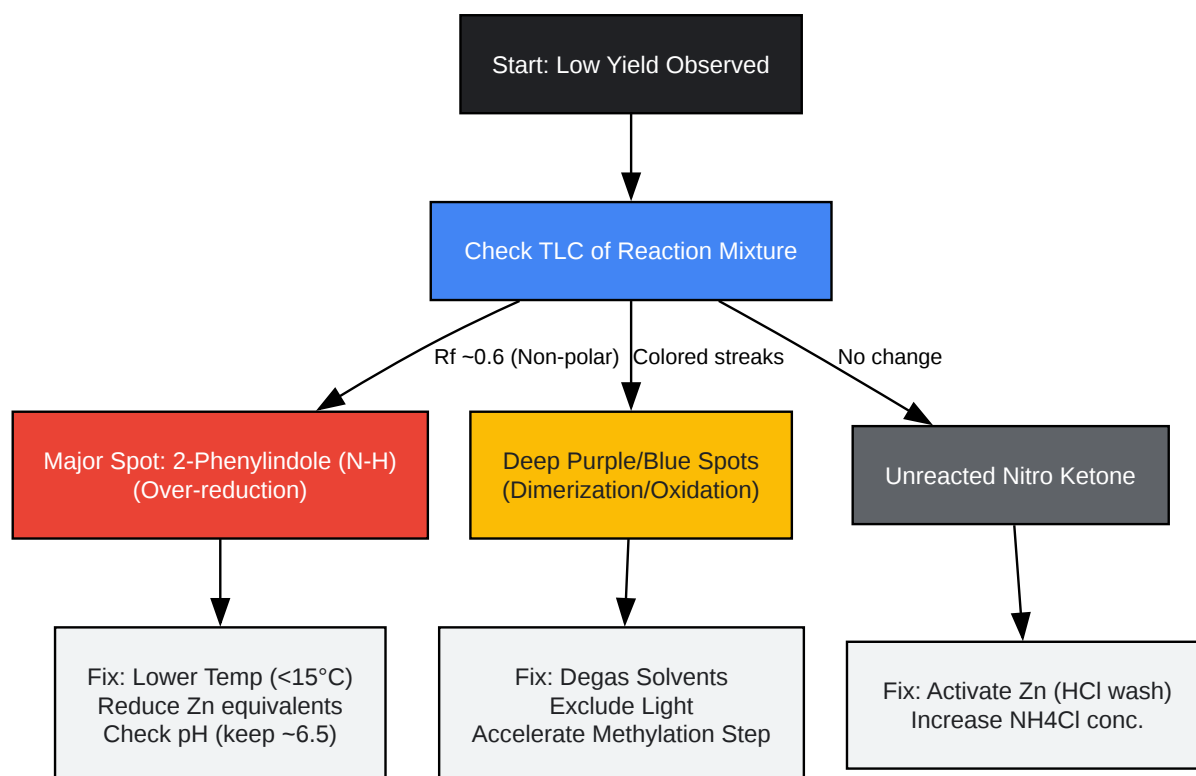 Start: Low Yield Observed
Check TLC of Reaction Mixture
Rf ~0.6 (Non-polar)
Colored streaks
No change
Major Spot: 2-Phenylindole (N-H)
(Over-reduction)
Deep Purple/Blue Spots
(Dimerization/Oxidation)
Unreacted Nitro Ketone
Fix: Lower Temp (<15°C)
Reduce Zn equivalents
Check pH (keep ~6.5)
Fix: Degas Solvents
Exclude Light
Accelerate Methylation Step
Fix: Activate Zn (HCl wash)
Increase NH4Cl conc.